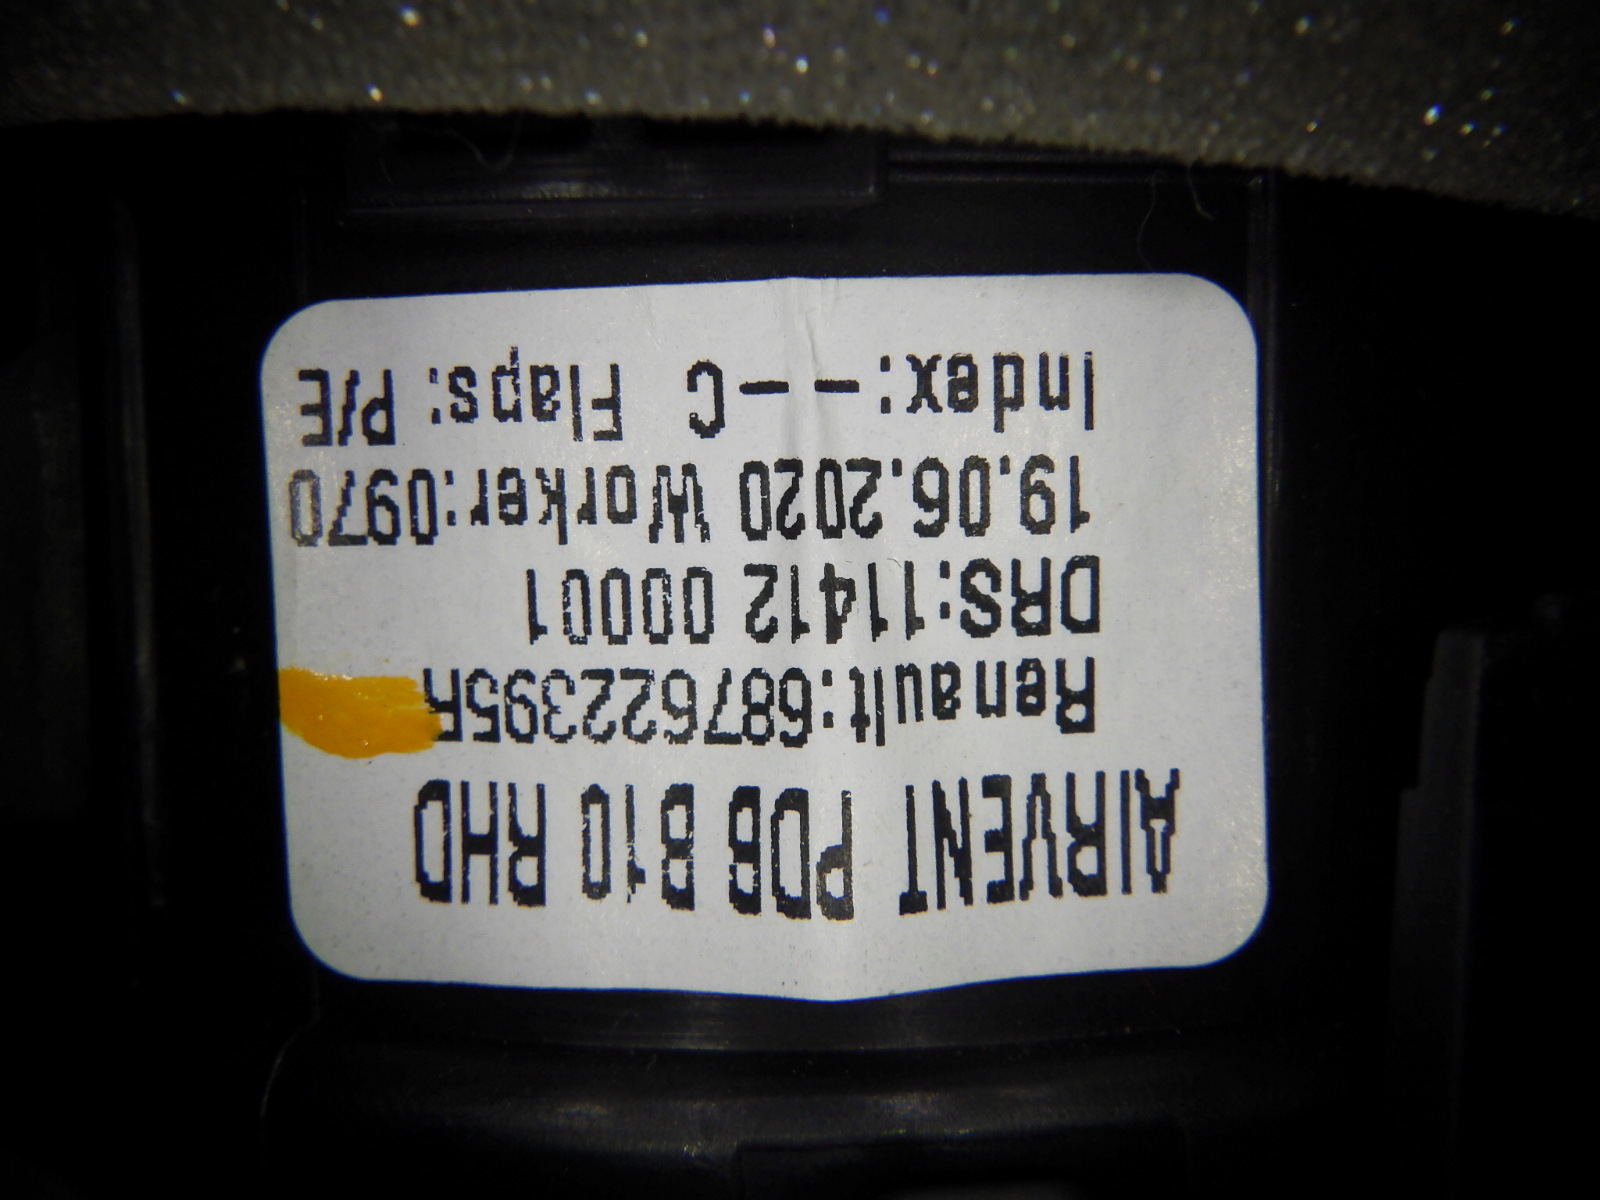 AIRVENT PDB B10 RHD
Renault:687622395R
DRS:11412 00001
19.06.2020 Worker:0970
Index:--C Flaps: P/E